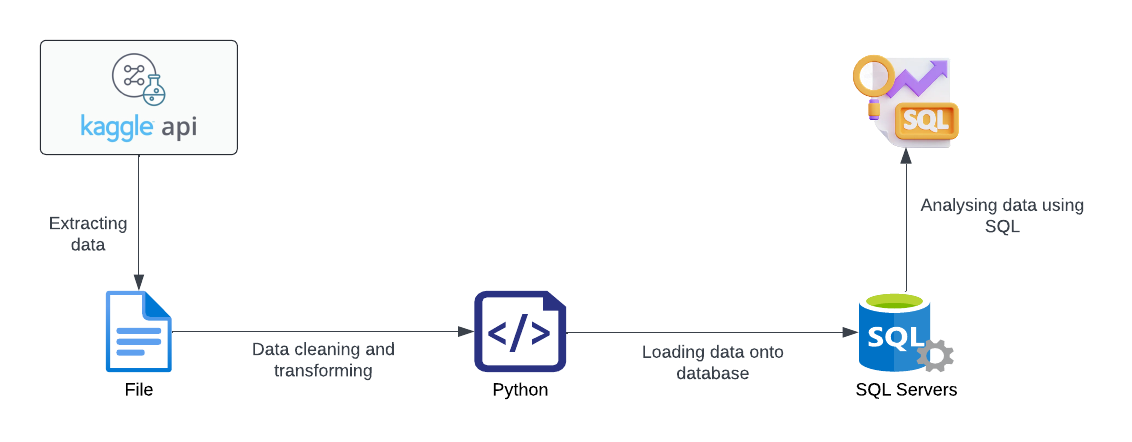 kaggle api
SQL
Extracting
data
Analysing data using
SQL
</>
SQL
Data cleaning and
transforming
Loading data onto
database
File
Python
SQL Servers